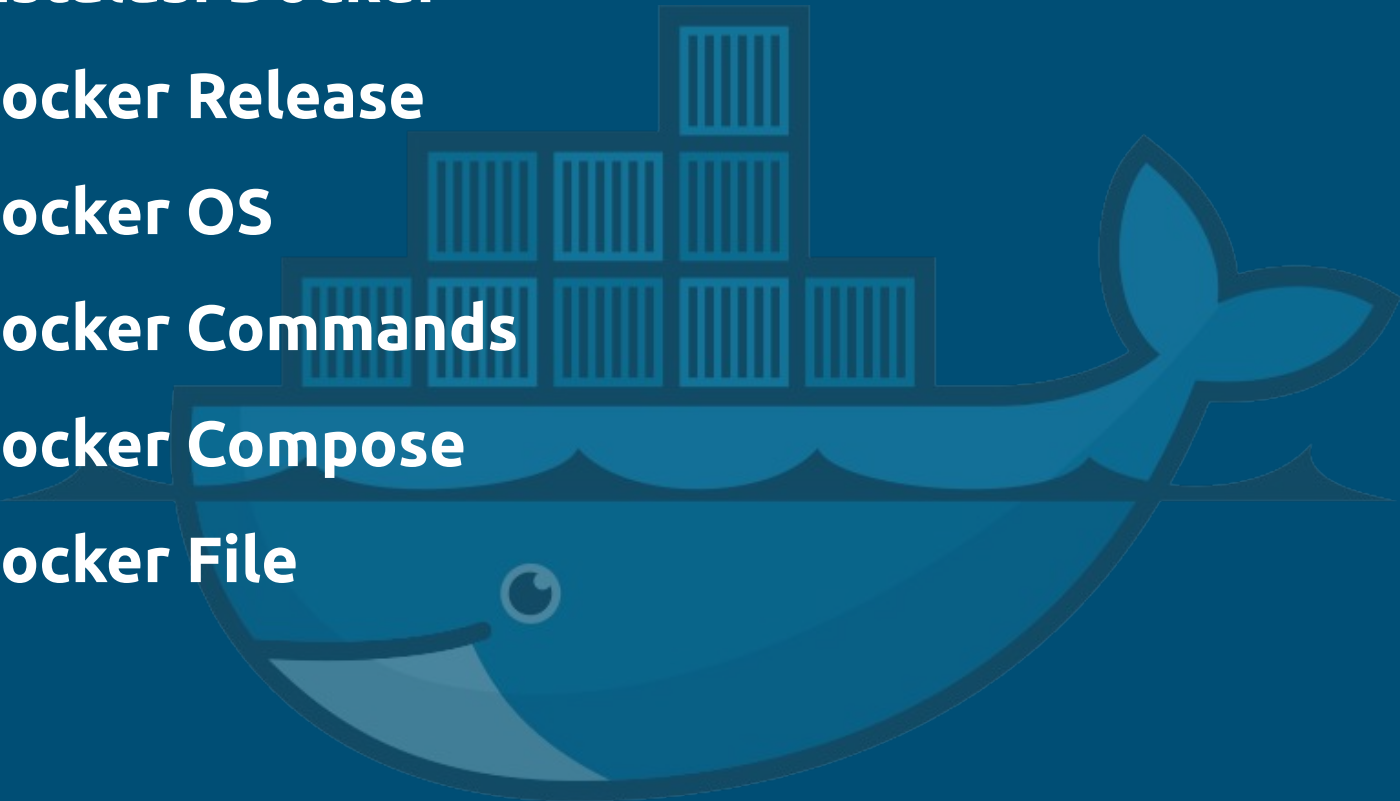 ocker Release
ocker OS
ocker Commands
ocker Compose
ocker File